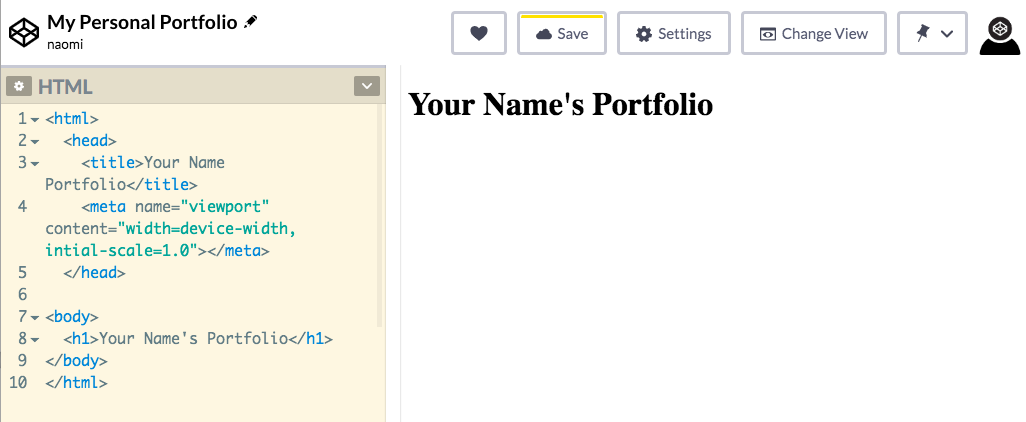 My Personal Portfolio
naomi
Save
Settings
Change View
HTML
1 <html>
2 <head>
3 <title>Your Name
Portfolio</title>
4 <meta name="viewport"
content="width=device-width,
intial-scale=1.0"></meta>
5 </head>
6
7 <body>
8 <h1>Your Name's Portfolio</h1>
9 </body>
10 </html>
Your Name's Portfolio